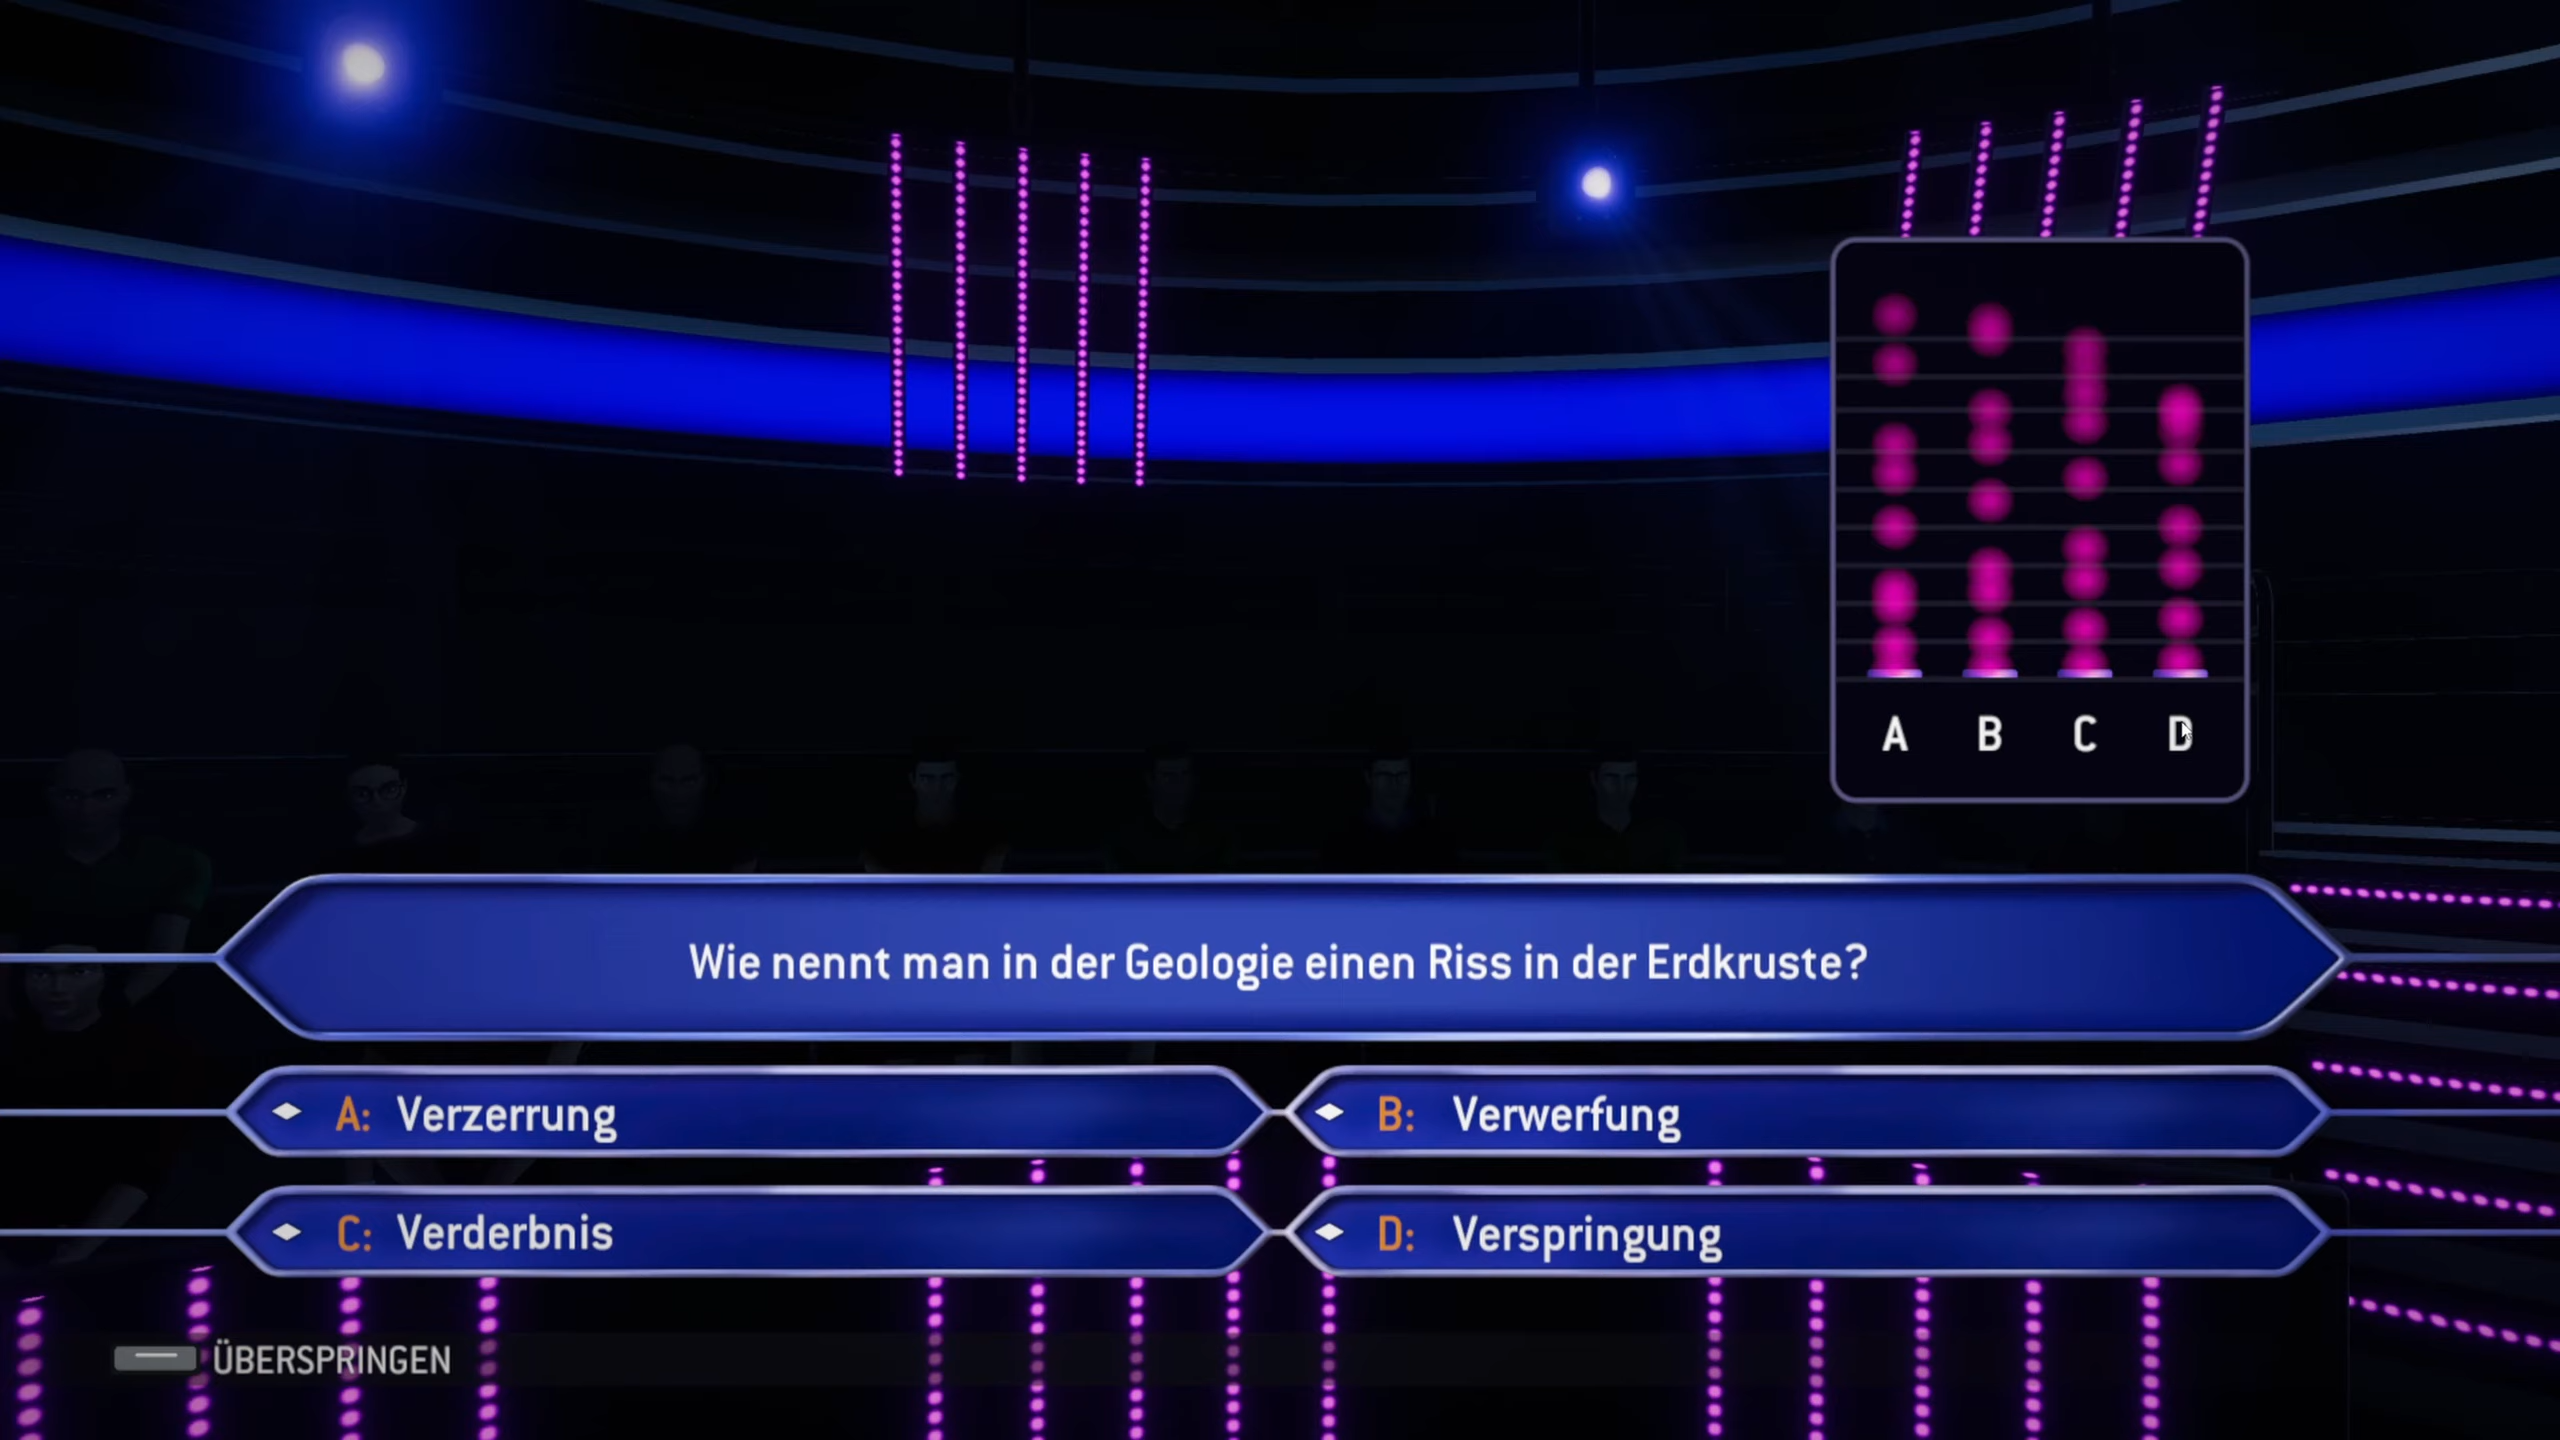 A B C D
Wie nennt man in der Geologie einen Riss in der Erdkruste?
A: Verzerrung
B: Verwerfung
C: Verderbnis
D: Verspringung
ÜBERSPRINGEN